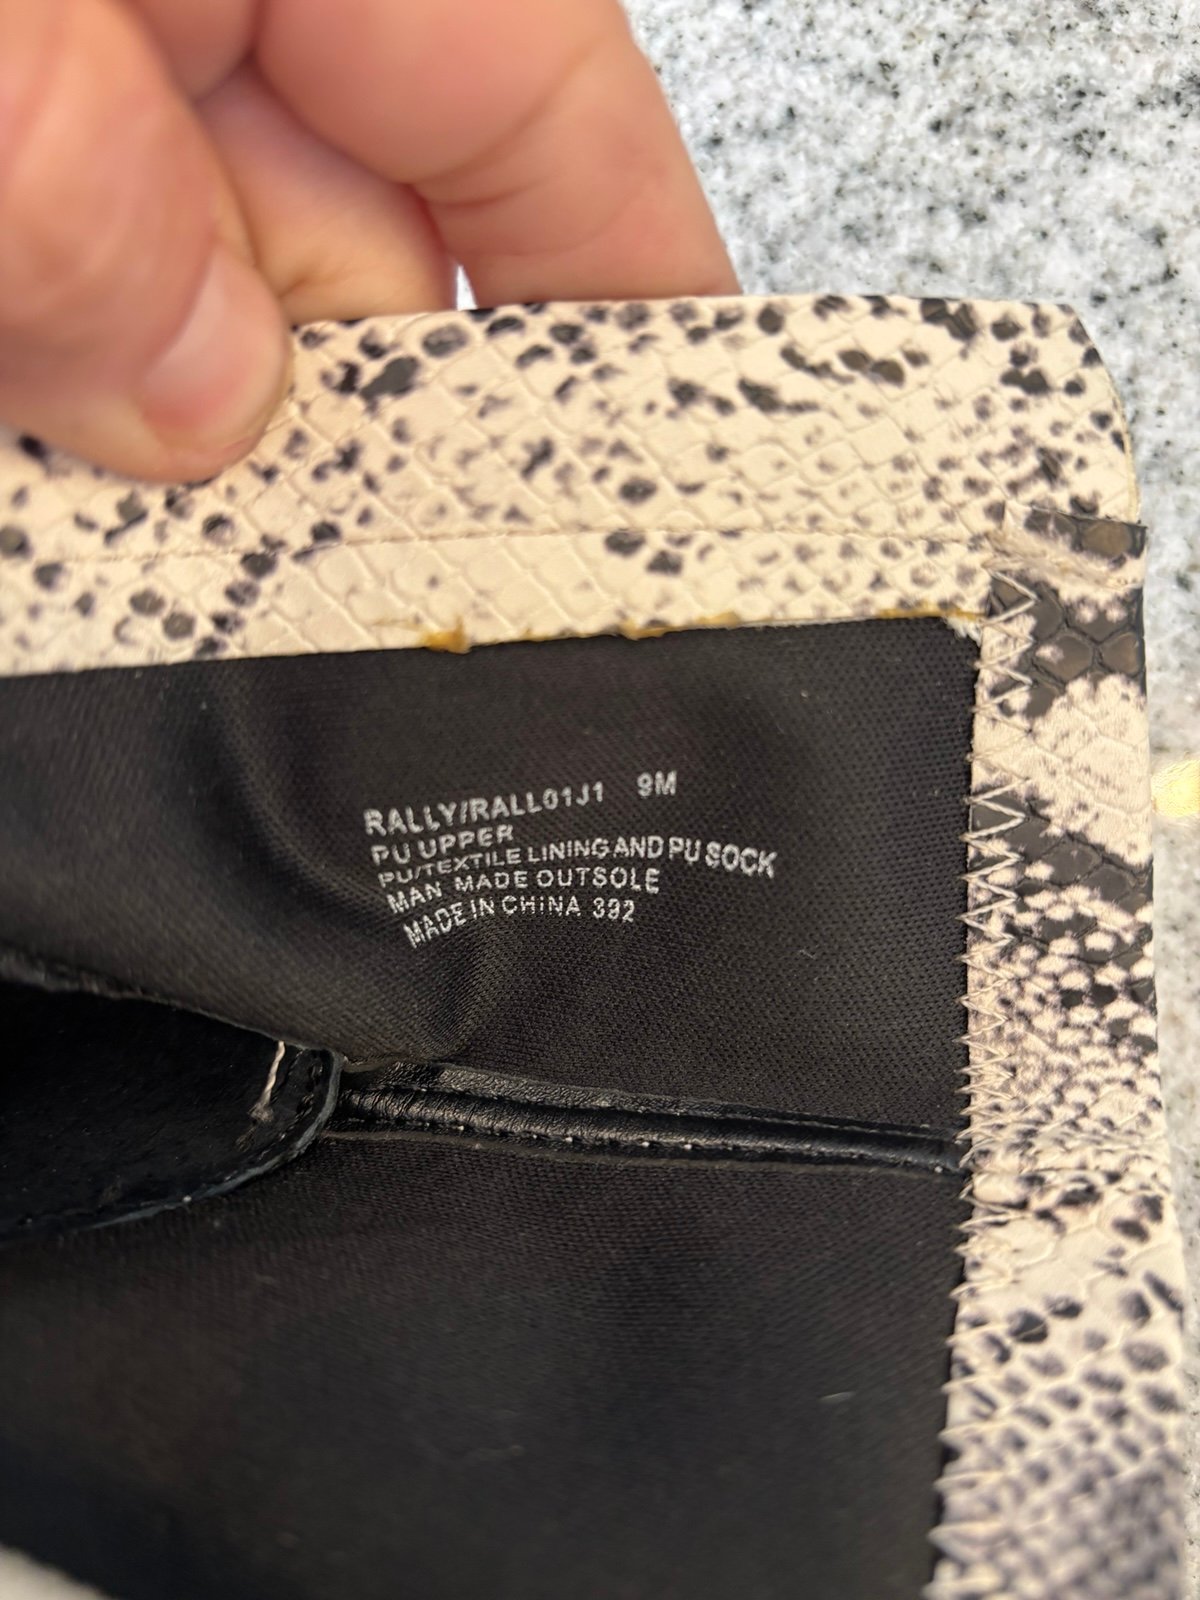 RALLY/RALL01J1 9M
PU UPPER
PU/TEXTILE LINING AND PU SOCK
MAN MADE OUTSOLE
MADE IN CHINA 392